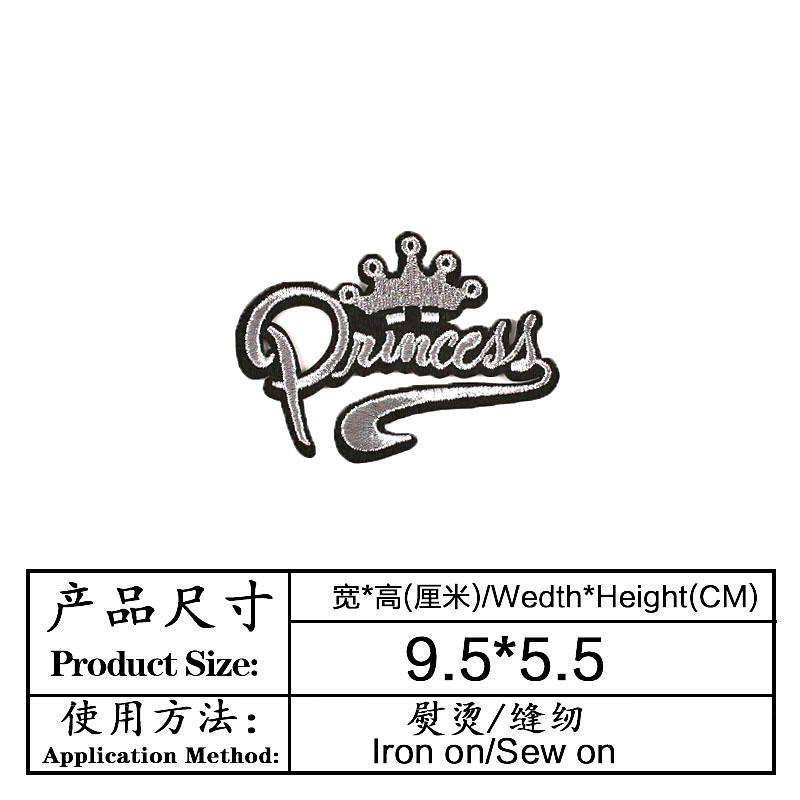 Princess
产品尺寸
Product Size:
宽*高(厘米)/Wedth*Height(CM)
9.5*5.5
使用方法:
Application Method:
熨烫/缝纫
Iron on/Sew on